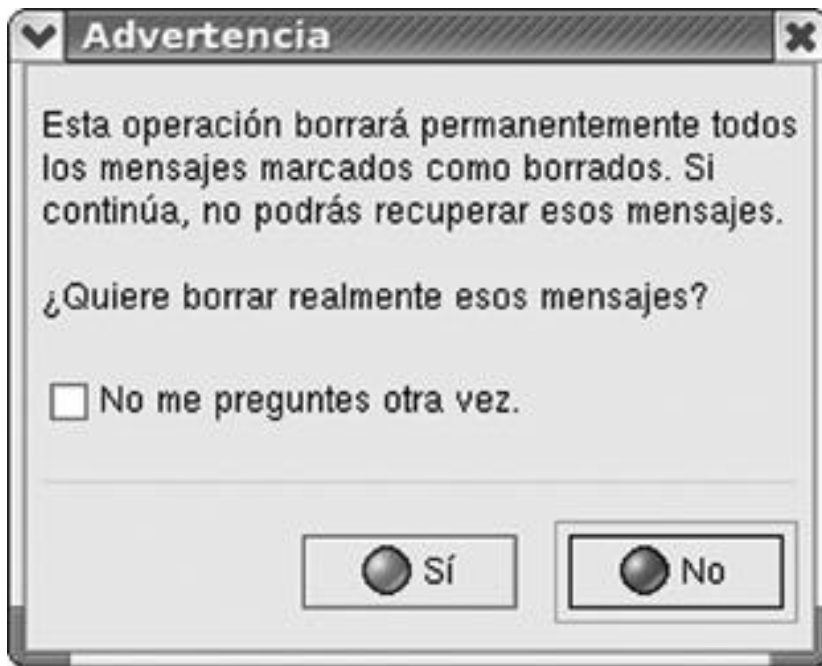 Advertencia
Esta operación borrará permanentemente todos
los mensajes marcados como borrados. Si
continúa, no podrás recuperar esos mensajes.
¿Quiere borrar realmente esos mensajes?
No me preguntes otra vez.
Sí
No